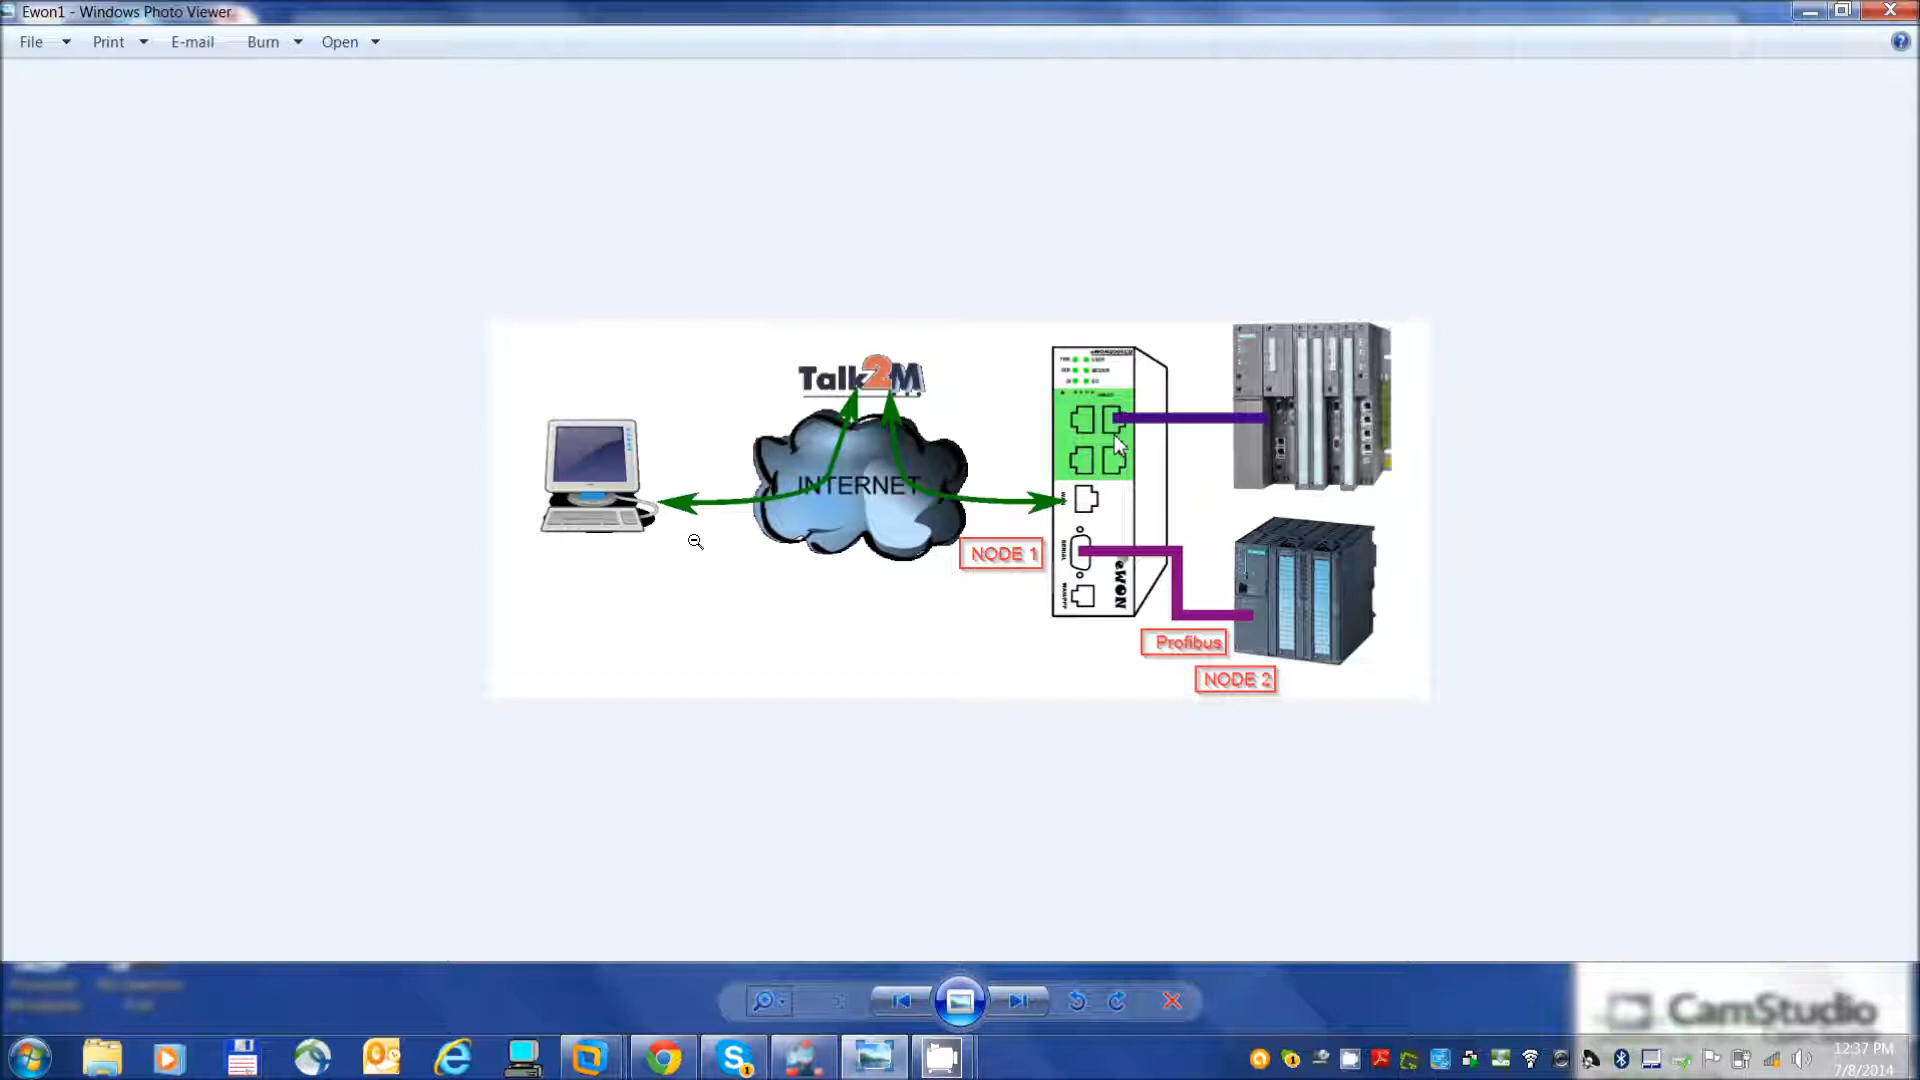 Ewon1 - Windows Photo Viewer
File Print E-mail Burn Open
Talk2M
INTERNET
NODE 1
SERIAL
eWON
Profibus
NODE 2
CamStudio
12:37 PM
7/8/2014